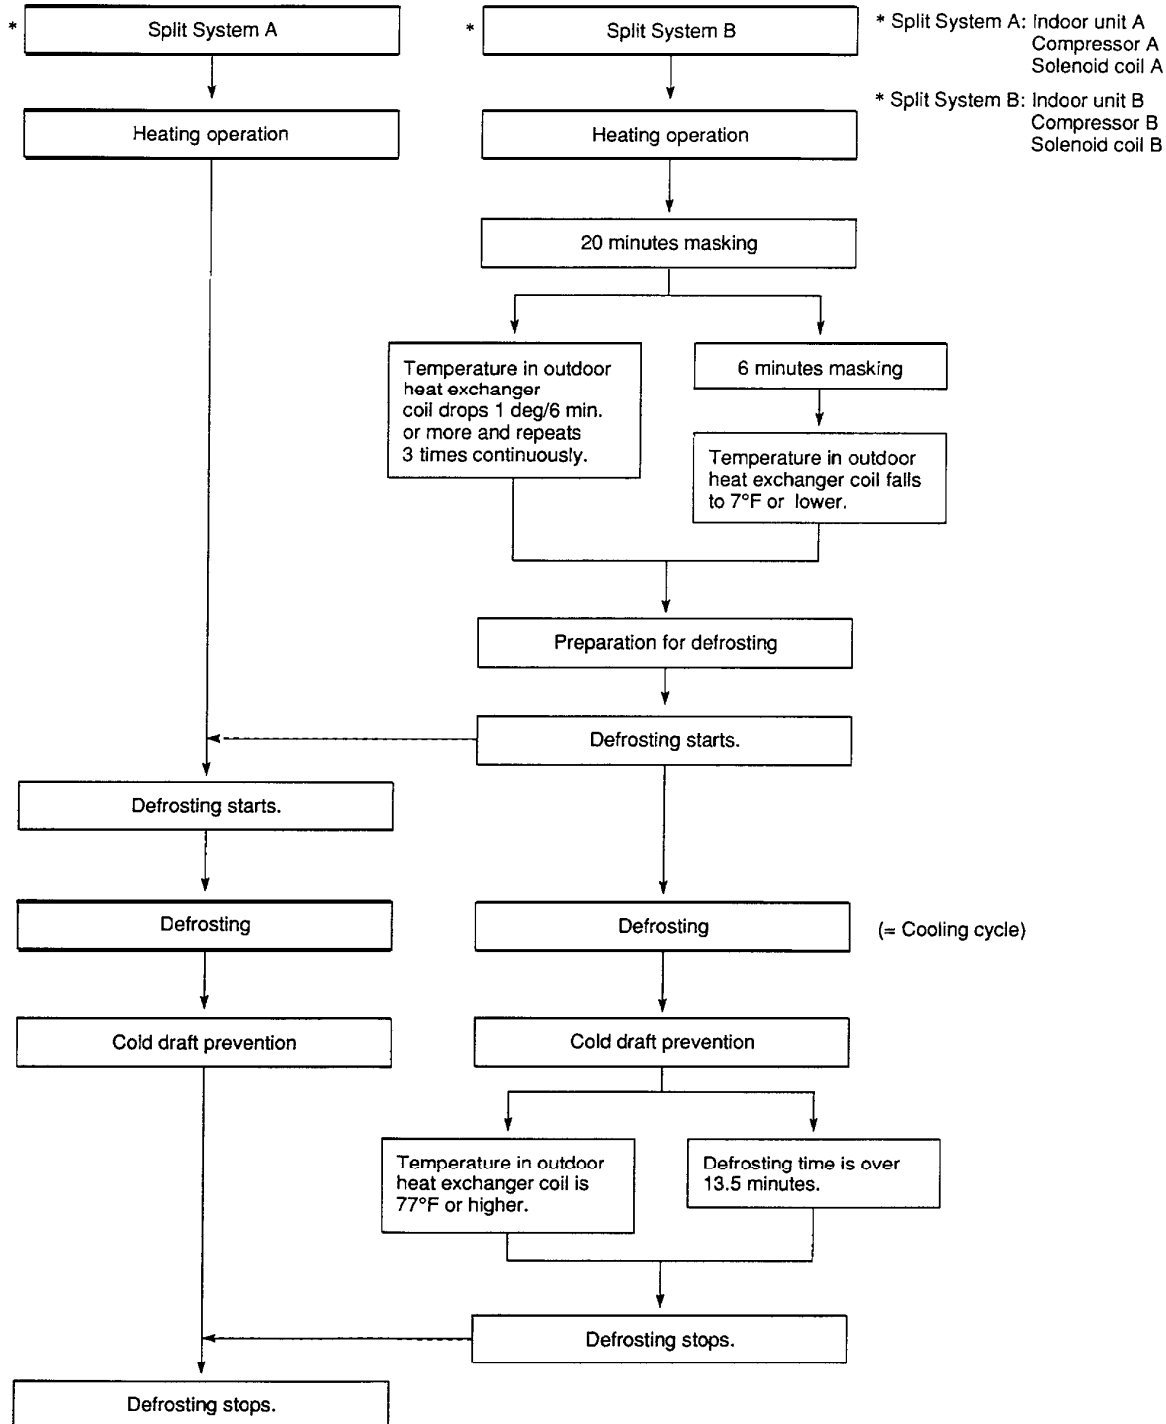 * Split System A
* Split System B
* Split System A: Indoor unit A
Compressor A
Solenoid coil A
* Split System B: Indoor unit B
Compressor B
Solenoid coil B
Heating operation
Heating operation
20 minutes masking
Temperature in outdoor
heat exchanger
coil drops 1 deg/6 min.
or more and repeats
3 times continuously.
6 minutes masking
Temperature in outdoor
heat exchanger coil falls
to 7°F or lower.
Preparation for defrosting
Defrosting starts.
Defrosting starts.
Defrosting
Defrosting
(= Cooling cycle)
Cold draft prevention
Cold draft prevention
Temperature in outdoor
heat exchanger coil is
77°F or higher.
Defrosting time is over
13.5 minutes.
Defrosting stops.
Defrosting stops.